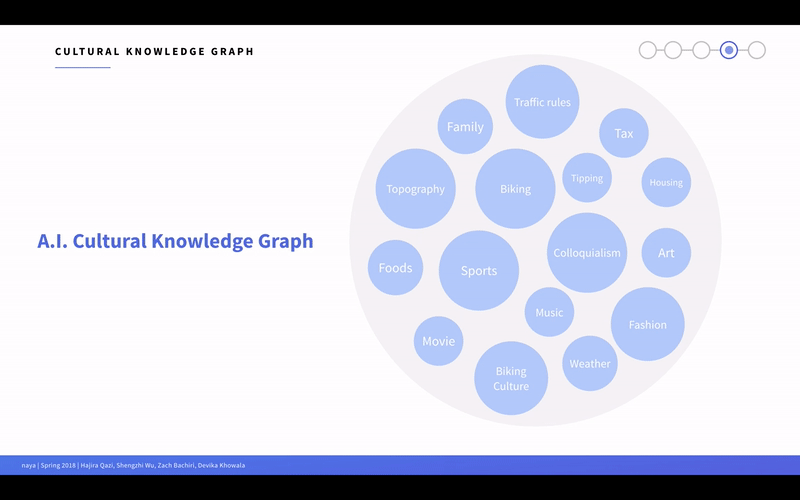 CULTURAL KNOWLEDGE GRAPH
A.I. Cultural Knowledge Graph
Traffic rules
Family
Tax
Tipping
Housing
Topography
Biking
Colloquialism
Art
Foods
Sports
Music
Fashion
Movie
Weather
Biking
Culture
naya | Spring 2018 | Hajira Qazi, Shengzhi Wu, Zach Bachiri, Devika Khowala